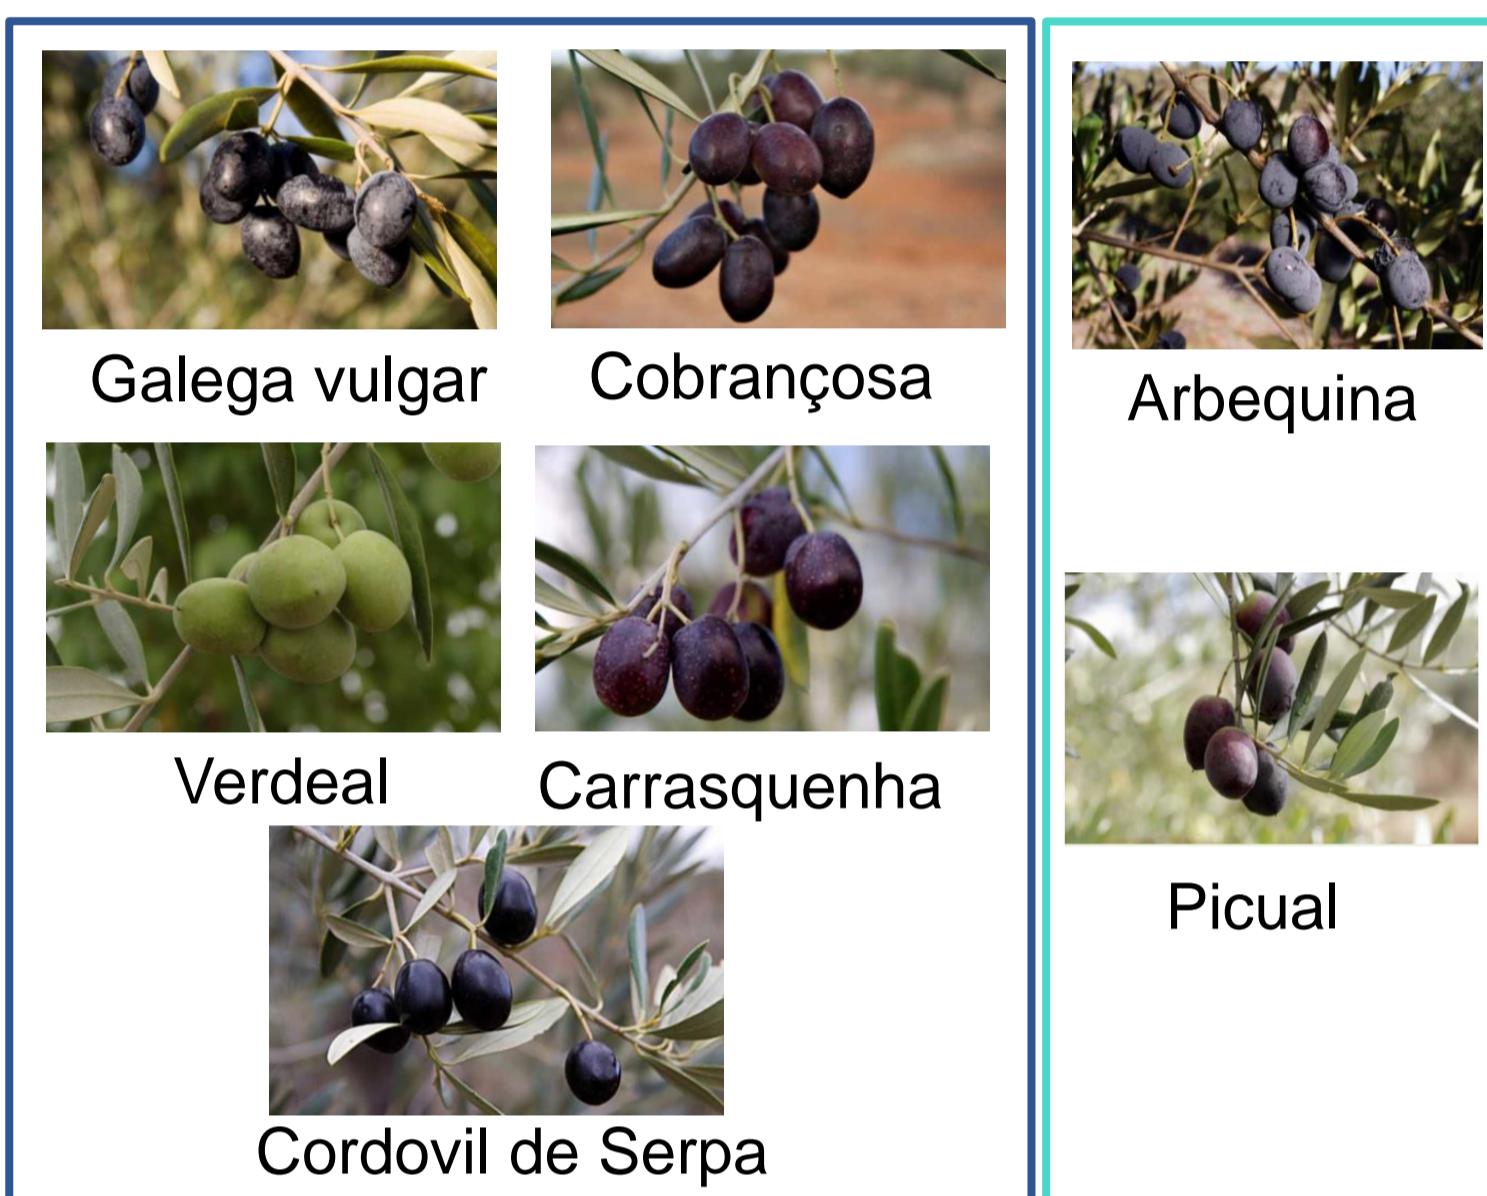 Galega vulgar
Cobrançosa
Verdeal
Carrasquenha
Cordovil de Serpa
Arbequina
Picual